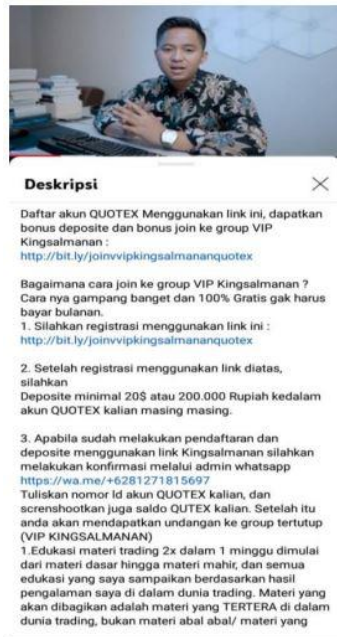 Deskripsi
Daftar akun QUOTEX Menggunakan link ini, dapatkan
bonus deposite dan bonus join ke group VIP
Kingsalmanan :
http://bit.ly/joinvvipkingsalmananquotex
Bagaimana cara join ke group VIP Kingsalmanan ?
Cara nya gampang banget dan 100% Gratis gak harus
bayar bulanan.
1. Silahkan registrasi menggunakan link ini :
http://bit.ly/joinvvipkingsalmananquotex
2. Setelah registrasi menggunakan link diatas,
silahkan
Deposite minimal 20$ atau 200.000 Rupiah kedalam
akun QUOTEX kalian masing masing.
3. Apabila sudah melakukan pendaftaran dan
deposite menggunakan link Kingsalmanan silahkan
melakukan konfirmasi melalui admin whatsapp
https://wa.me/+6281271815697
Tuliskan nomor Id akun QUOTEX kalian, dan
screnshootkan juga saldo QUTEX kalian. Setelah itu
anda akan mendapatkan undangan ke group tertutup
(VIP KINGSALMANAN)
1.Edukasi materi trading 2x dalam 1 minggu dimulai
dari materi dasar hingga materi mahir, dan semua
edukasi yang saya sampaikan berdasarkan hasil
pengalaman saya di dalam dunia trading. Materi yang
akan dibagikan adalah materi yang TERTERA di dalam
dunia trading, bukan materi abal abal/ materi yang